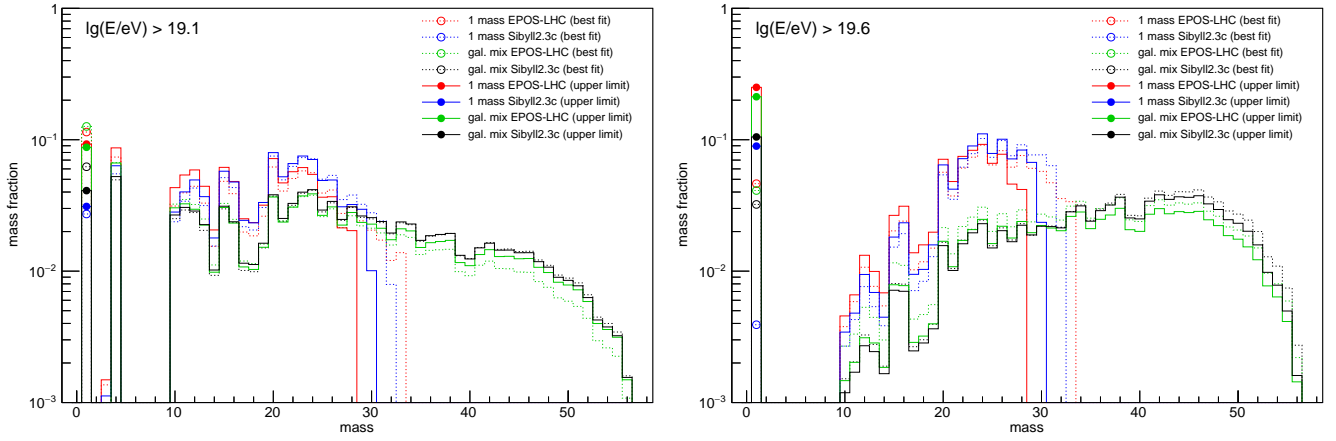 lg(E/eV) > 19.1
1 mass EPOS-LHC (best fit)
1 mass Sibyll2.3c (best fit)
gal. mix EPOS-LHC (best fit)
gal. mix Sibyll2.3c (best fit)
1 mass EPOS-LHC (upper limit)
1 mass Sibyll2.3c (upper limit)
gal. mix EPOS-LHC (upper limit)
gal. mix Sibyll2.3c (upper limit)
mass fraction
1
10⁻¹
10⁻²
10⁻³
0 10 20 30 40 50
mass
lg(E/eV) > 19.6
1 mass EPOS-LHC (best fit)
1 mass Sibyll2.3c (best fit)
gal. mix EPOS-LHC (best fit)
gal. mix Sibyll2.3c (best fit)
1 mass EPOS-LHC (upper limit)
1 mass Sibyll2.3c (upper limit)
gal. mix EPOS-LHC (upper limit)
gal. mix Sibyll2.3c (upper limit)
mass fraction
1
10⁻¹
10⁻²
10⁻³
0 10 20 30 40 50
mass